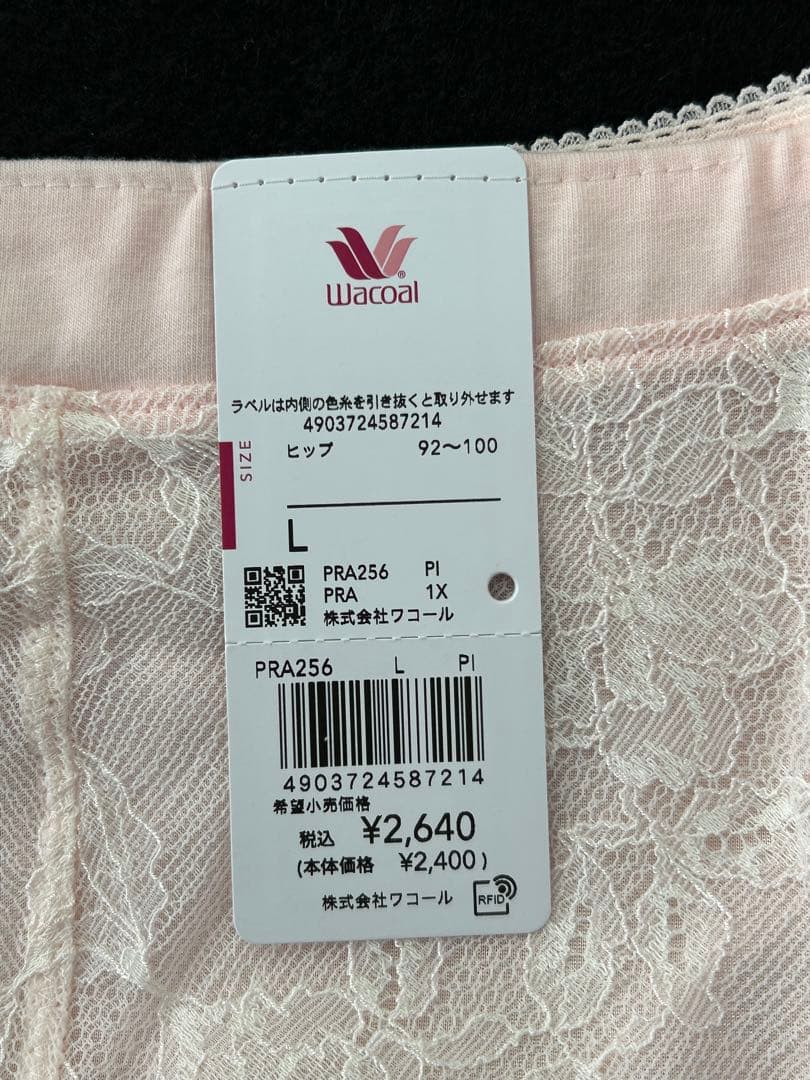 Wacoal®
ラベルは内側の色糸を引き抜くと取り外せます
4903724587214
SIZE
ヒップ 92～100
L
PRA256 PI
PRA 1X
株式会社ワコール
PRA256 L PI
4903724587214
希望小売価格
税込 ¥2,640
(本体価格 ¥2,400)
株式会社ワコール RFID